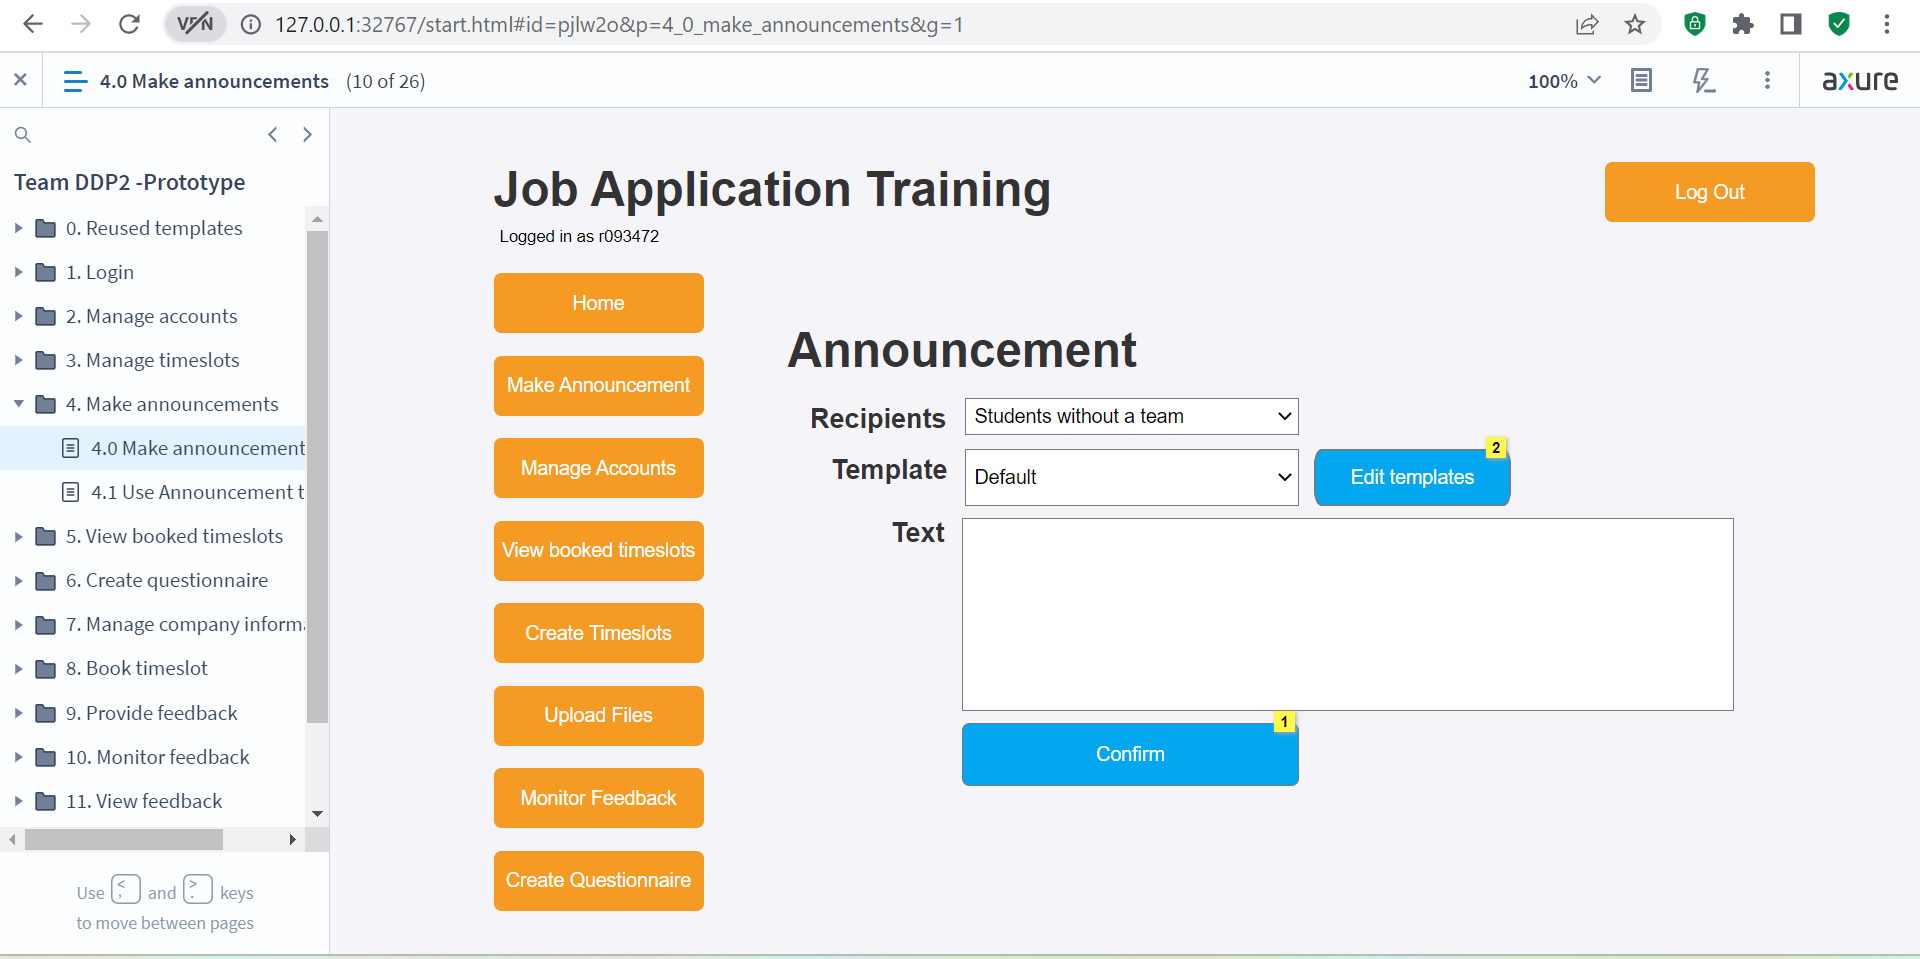 VPN
127.0.0.1:32767/start.html#id=pjlw2o&p=4_0_make_announcements&g=1
4.0 Make announcements (10 of 26)
100%
axure
Team DDP2 -Prototype
0. Reused templates
1. Login
2. Manage accounts
3. Manage timeslots
4. Make announcements
4.0 Make announcement
4.1 Use Announcement t
5. View booked timeslots
6. Create questionnaire
7. Manage company informa
8. Book timeslot
9. Provide feedback
10. Monitor feedback
11. View feedback
Use < , and > . keys
to move between pages
Job Application Training
Logged in as r093472
Log Out
Home
Make Announcement
Manage Accounts
View booked timeslots
Create Timeslots
Upload Files
Monitor Feedback
Create Questionnaire
Announcement
Recipients
Students without a team
Template
Default
Edit templates
2
Text
Confirm
1